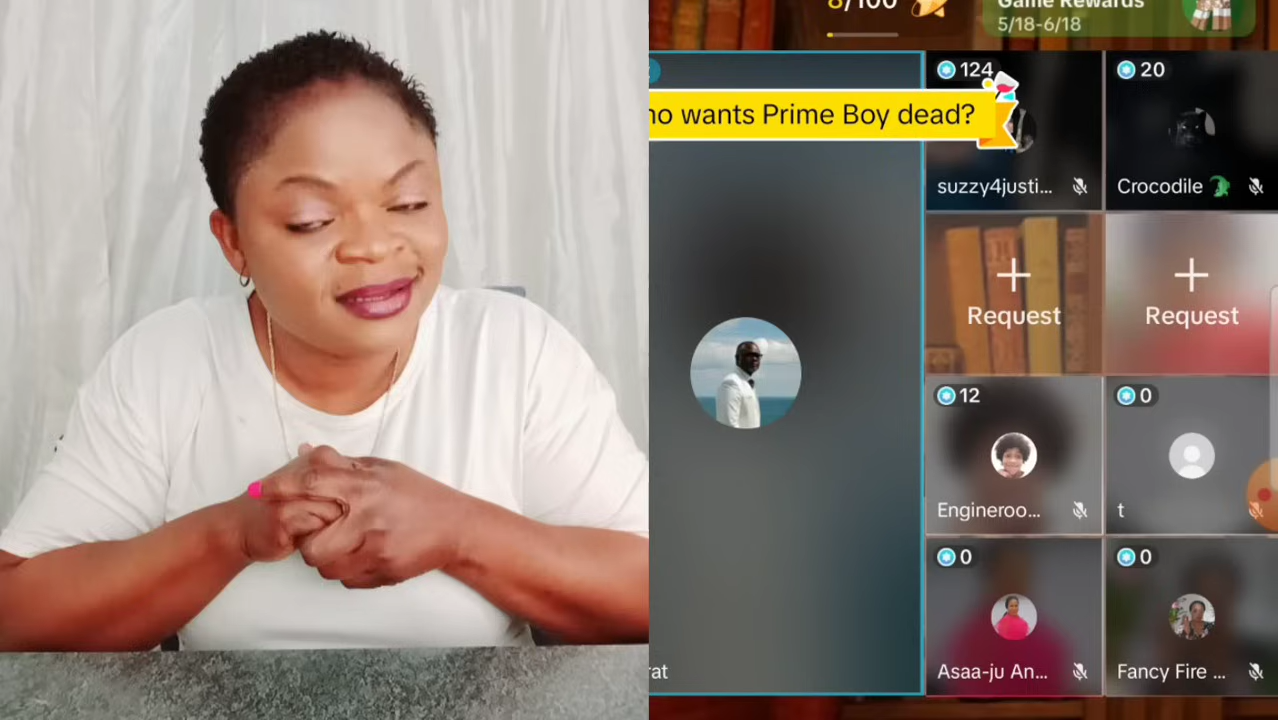 8/100
Game Rewards
5/18-6/18
124
20
ho wants Prime Boy dead?
suzzy4justi...
Crocodile 🐊
Request
Request
12
0
Engineroo...
t
0
0
rat
Asaa-ju An...
Fancy Fire ...